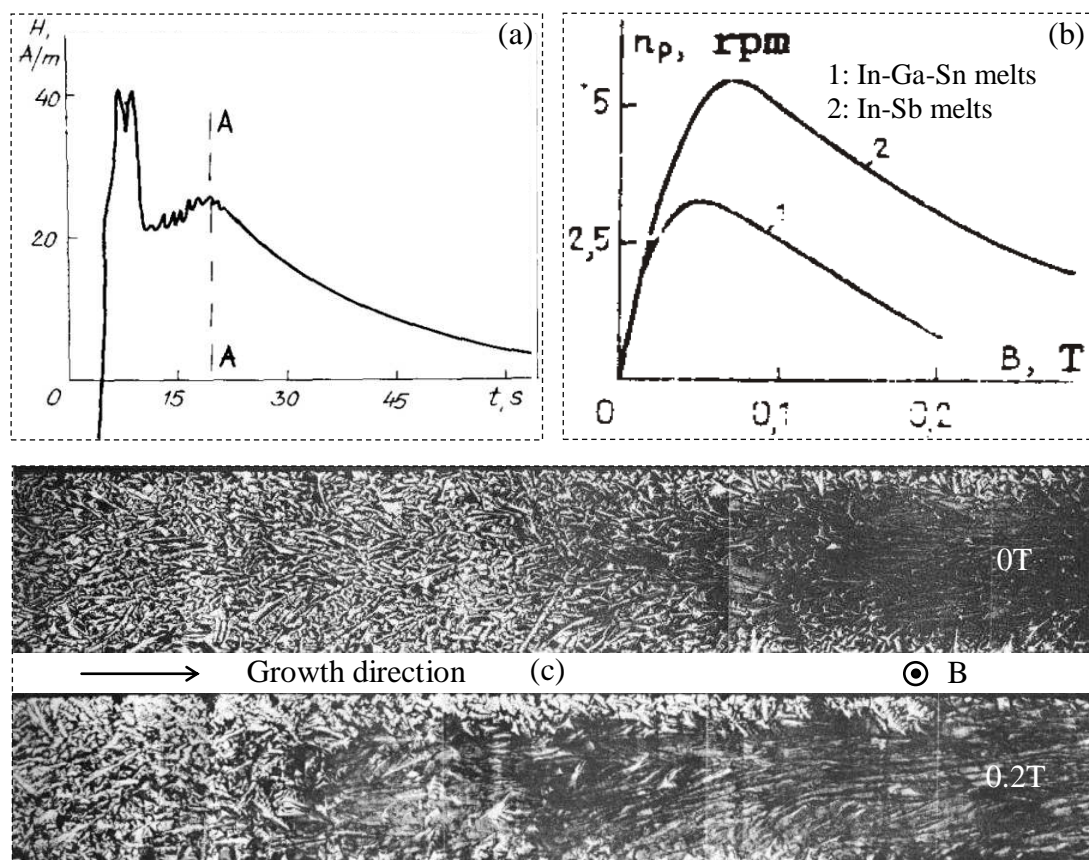 H,
A/m
(a)
40
A
20
A
0
15
30
45
t, s
np, rpm
(b)
1: In-Ga-Sn melts
2: In-Sb melts
5
2
2,5
1
B, T
0
0,1
0,2
0T
Growth direction
(c)
B
0.2T